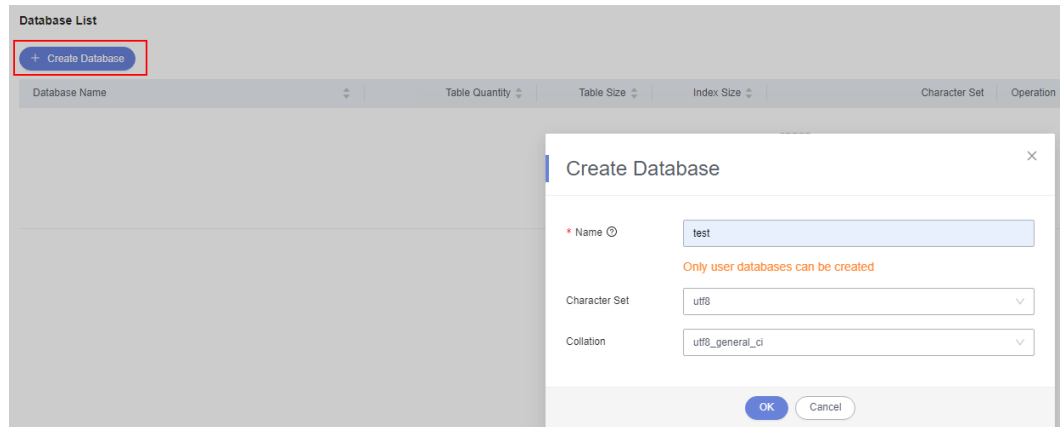 Database List
+ Create Database
Database Name Table Quantity Table Size Index Size Character Set Operation
Create Database
* Name
test
Only user databases can be created
Character Set
utf8
Collation
utf8_general_ci
OK Cancel